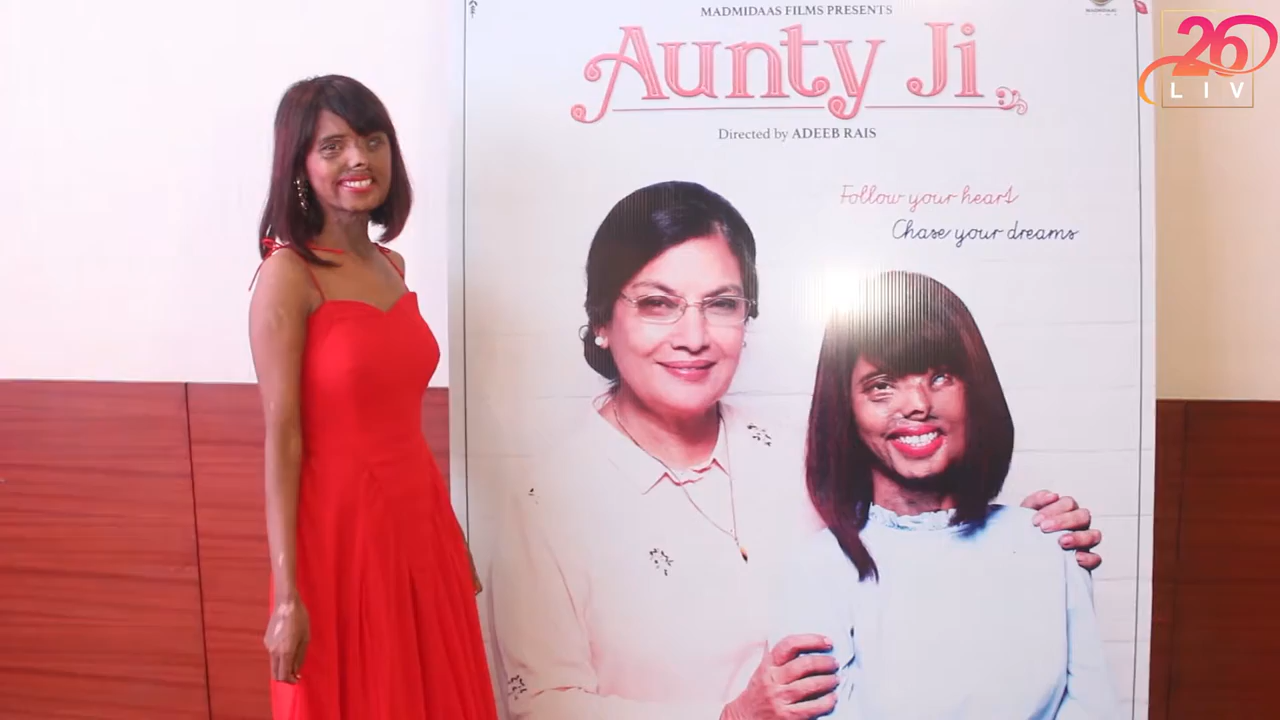 MADMIDAAS FILMS PRESENTS
Aunty Ji
Directed by ADEEB RAIS
Follow your heart
Chase your dreams
26
LIV